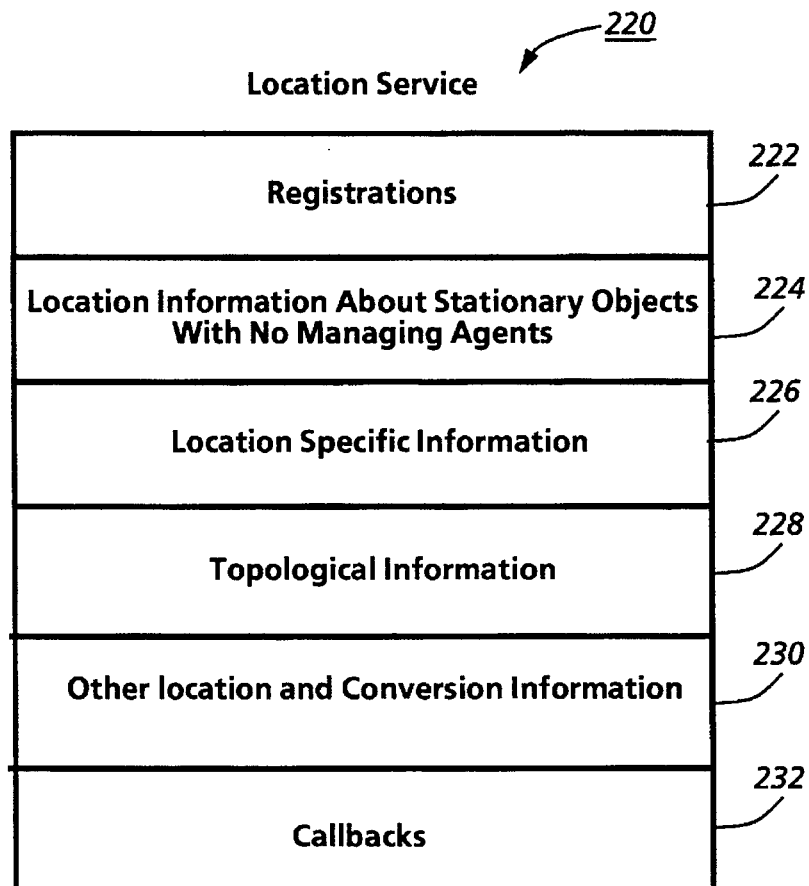 220
Location Service
222
Registrations
224
Location Information About Stationary Objects
With No Managing Agents
226
Location Specific Information
228
Topological Information
230
Other location and Conversion Information
232
Callbacks